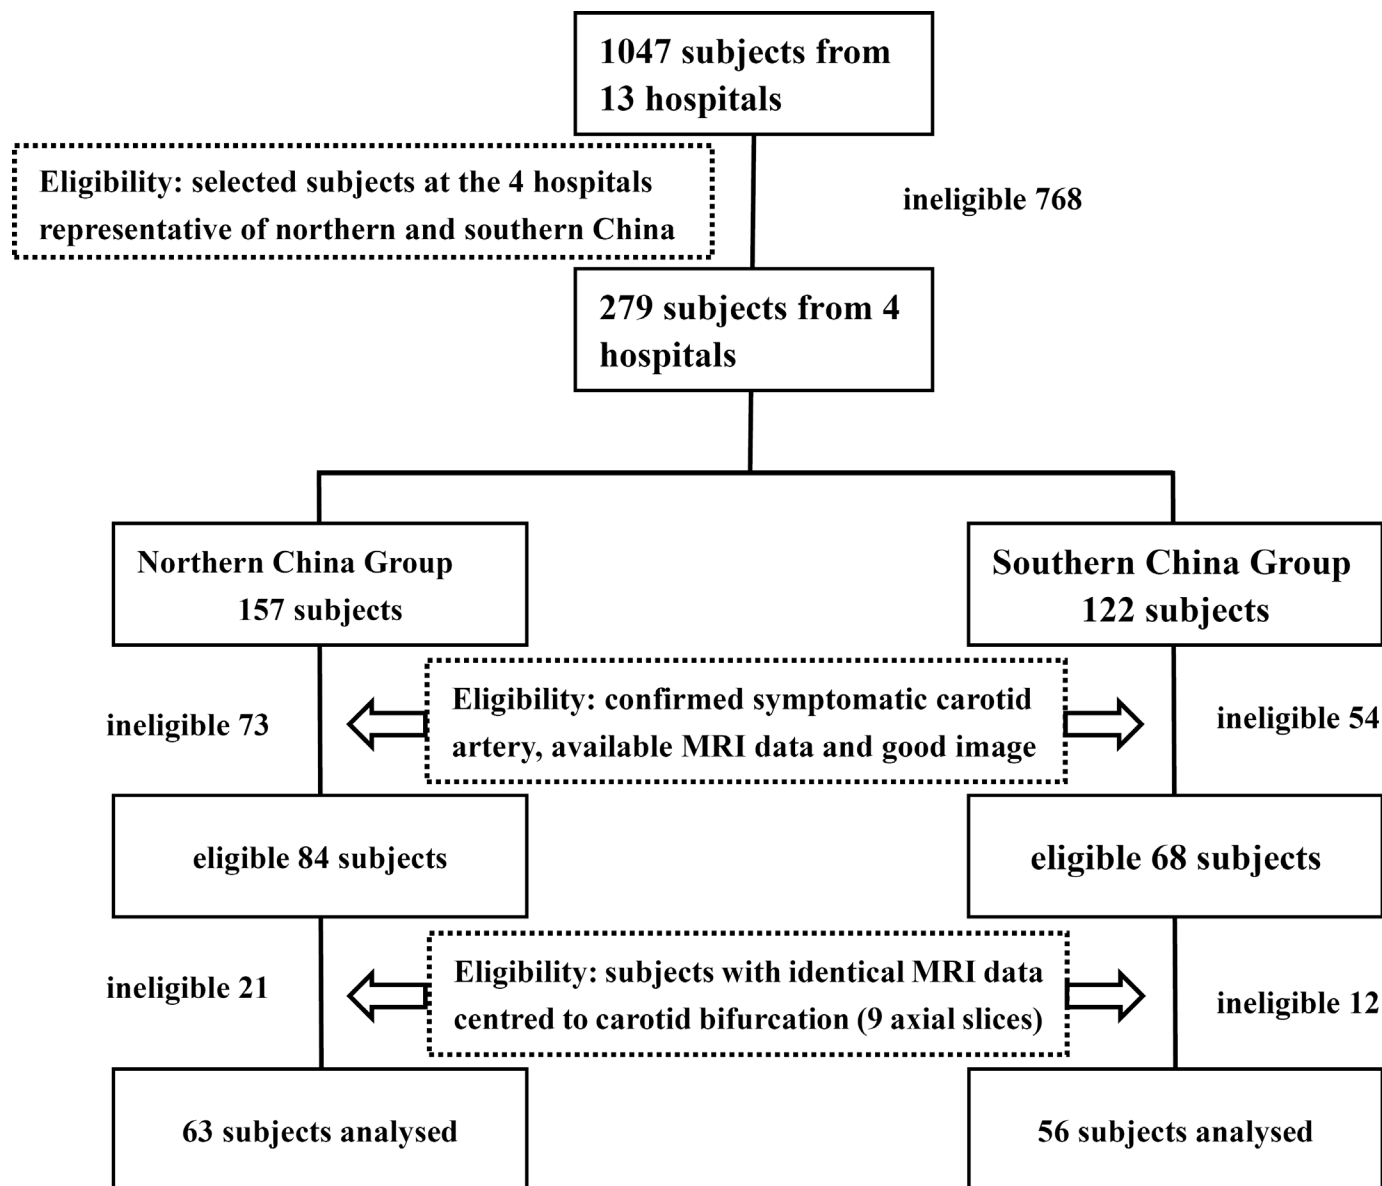 1047 subjects from
13 hospitals
Eligibility: selected subjects at the 4 hospitals
representative of northern and southern China
ineligible 768
279 subjects from 4
hospitals
Northern China Group
157 subjects
Southern China Group
122 subjects
ineligible 73
Eligibility: confirmed symptomatic carotid
artery, available MRI data and good image
ineligible 54
eligible 84 subjects
eligible 68 subjects
ineligible 21
Eligibility: subjects with identical MRI data
centred to carotid bifurcation (9 axial slices)
ineligible 12
63 subjects analysed
56 subjects analysed